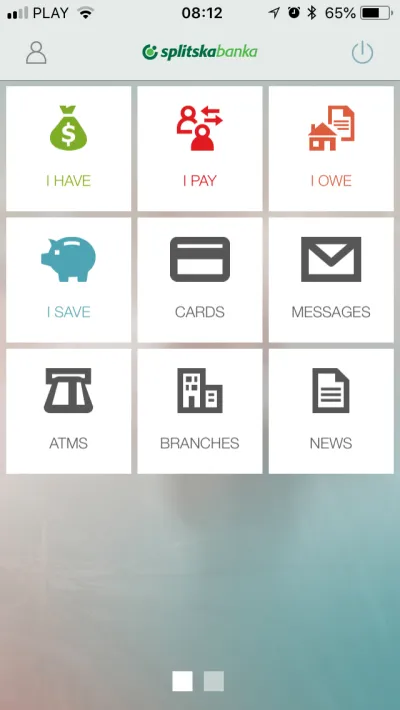 PLAY 08:12 65%
splitskabanka
I HAVE I PAY I OWE
$
I SAVE CARDS MESSAGES
ATMS BRANCHES NEWS